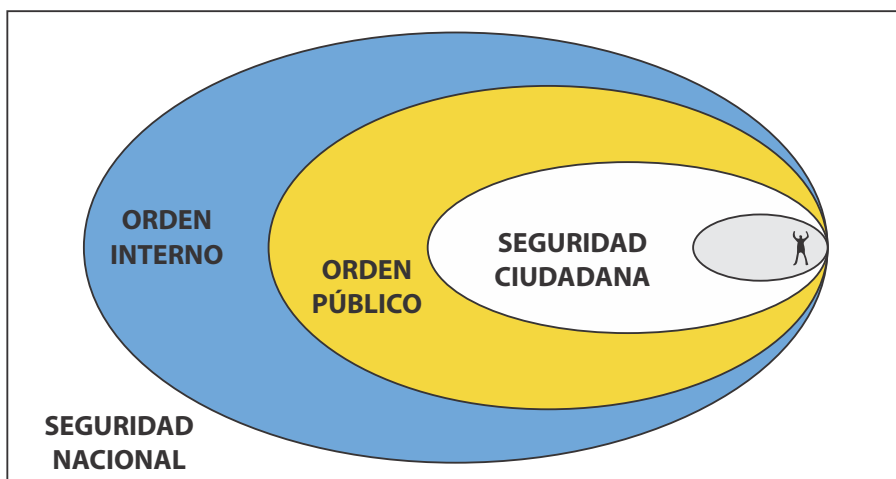 ORDEN
INTERNO
ORDEN
PÚBLICO
SEGURIDAD
CIUDADANA
SEGURIDAD
NACIONAL